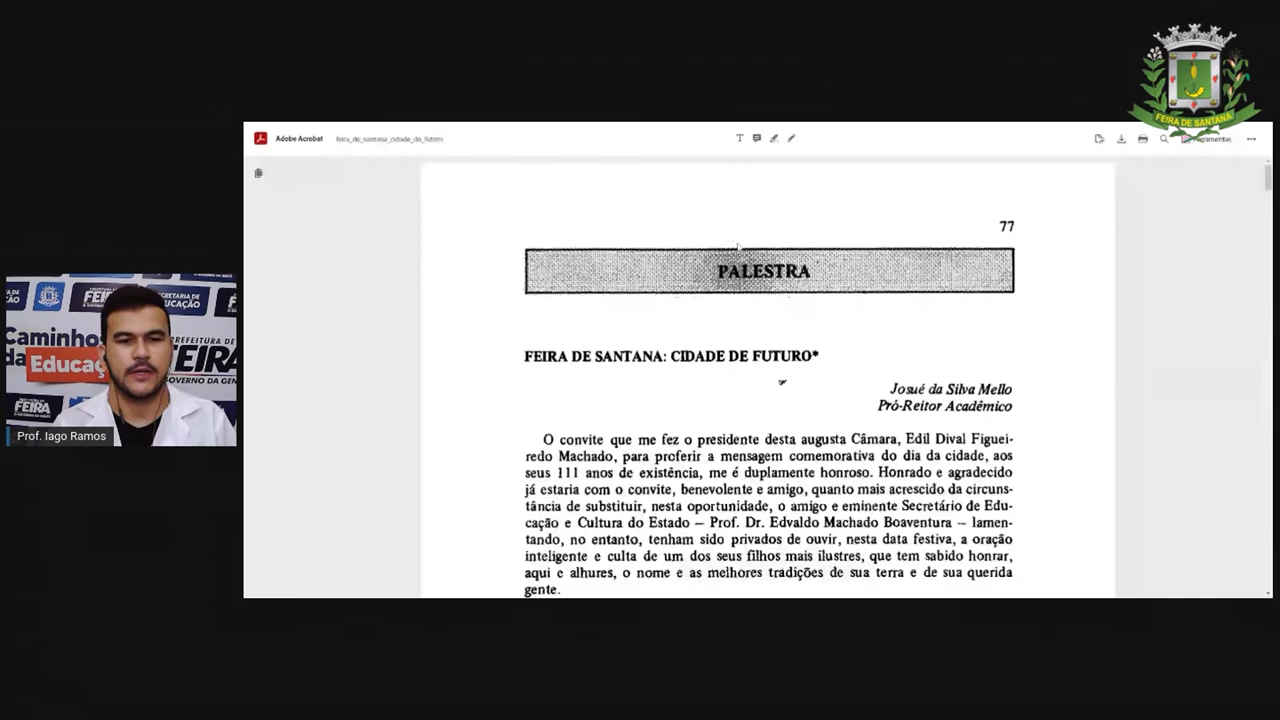 FEIRA DE SANTANA
Adobe Acrobat
feira_de_santana_cidade_do_futuro
77
PALESTRA
FEIRA DE SANTANA: CIDADE DE FUTURO*
Josué da Silva Mello
Pró-Reitor Acadêmico
O convite que me fez o presidente desta augusta Câmara, Edil Dival Figuei-
redo Machado, para proferir a mensagem comemorativa do dia da cidade, aos
seus 111 anos de existência, me é duplamente honroso. Honrado e agradecido
já estaria com o convite, benevolente e amigo, quanto mais acrescido da circuns-
tância de substituir, nesta oportunidade, o amigo e eminente Secretário de Edu-
cação e Cultura do Estado – Prof. Dr. Edvaldo Machado Boaventura – lamen-
tando, no entanto, tenham sido privados de ouvir, nesta data festiva, a oração
inteligente e culta de um dos seus filhos mais ilustres, que tem sabido honrar,
aqui e alhures, o nome e as melhores tradições de sua terra e de sua querida
gente.
Caminhos
da
Educaç
PREFEITURA DE
FEIRA
Prof. Iago Ramos